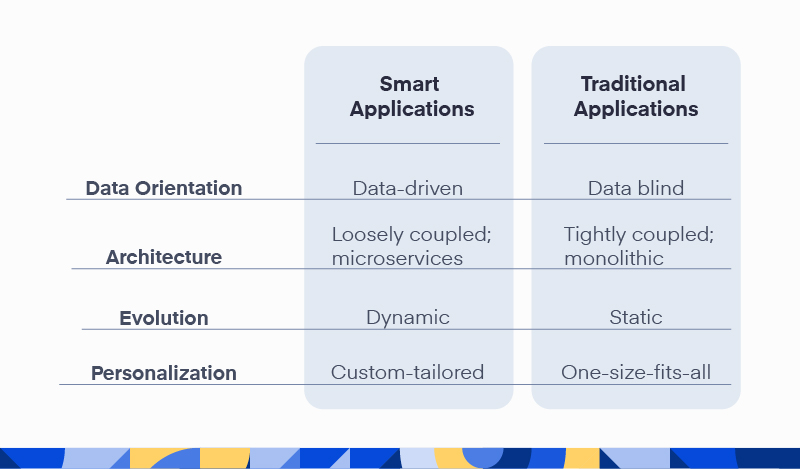 Smart
Applications
Traditional
Applications
Data Orientation
Data-driven
Data blind
Architecture
Loosely coupled;
microservices
Tightly coupled;
monolithic
Evolution
Dynamic
Static
Personalization
Custom-tailored
One-size-fits-all